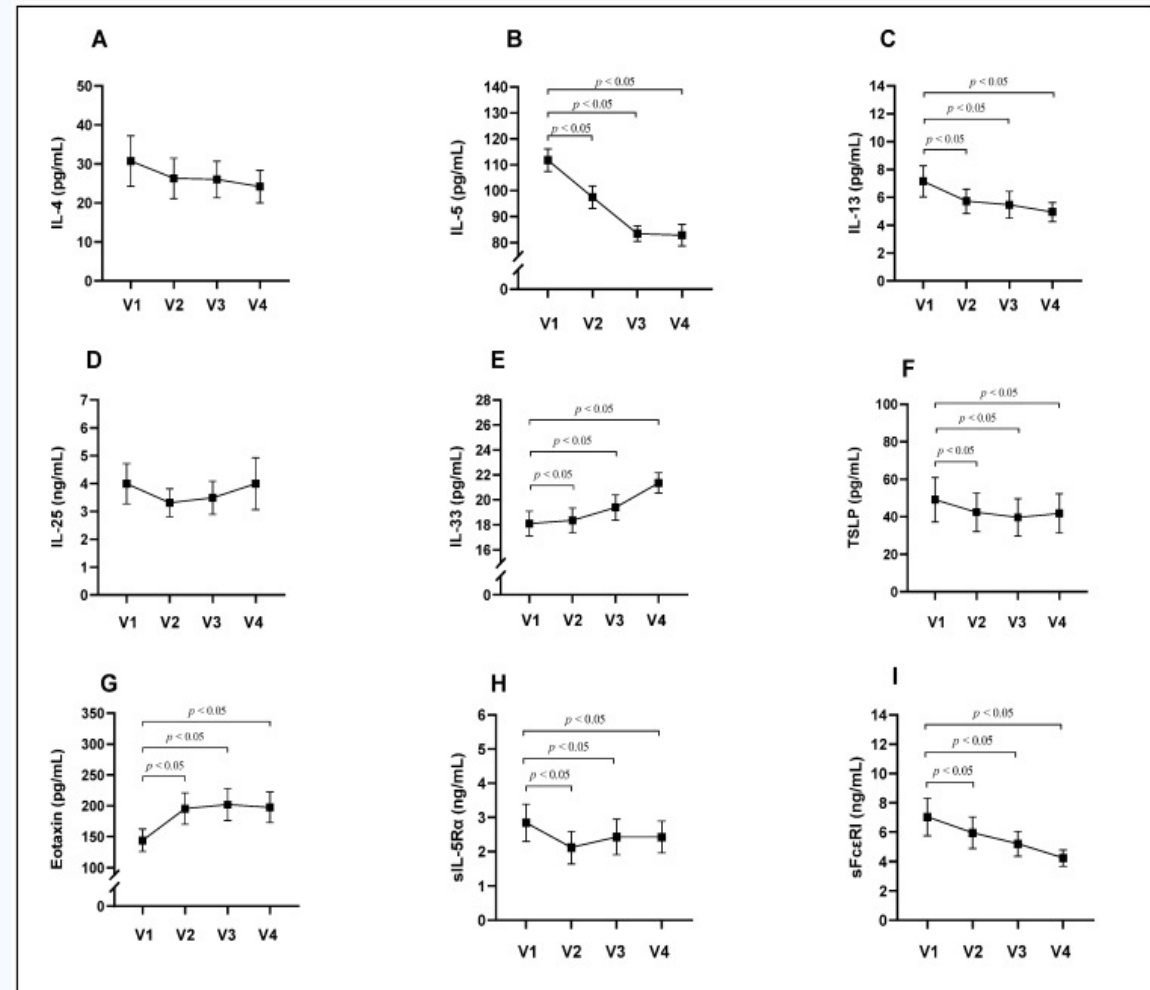 A
IL-4 (pg/mL)
50
40
30
20
10
0
V1 V2 V3 V4
B
IL-5 (pg/mL)
140
130
120
110
100
90
80
0
p < 0.05
p < 0.05
p < 0.05
V1 V2 V3 V4
C
IL-13 (pg/mL)
14
12
10
8
6
4
2
0
p < 0.05
p < 0.05
p < 0.05
V1 V2 V3 V4
D
IL-25 (ng/mL)
7
6
5
4
3
2
1
0
V1 V2 V3 V4
E
IL-33 (pg/mL)
28
26
24
22
20
18
16
0
p < 0.05
p < 0.05
p < 0.05
V1 V2 V3 V4
F
TSLP (pg/mL)
100
80
60
40
20
0
p < 0.05
p < 0.05
p < 0.05
V1 V2 V3 V4
G
Eotaxin (pg/mL)
350
300
250
200
150
100
0
p < 0.05
p < 0.05
p < 0.05
V1 V2 V3 V4
H
sIL-5Rα (ng/mL)
6
5
4
3
2
1
0
p < 0.05
p < 0.05
p < 0.05
V1 V2 V3 V4
I
sFcεRI (ng/mL)
14
12
10
8
6
4
2
0
p < 0.05
p < 0.05
p < 0.05
V1 V2 V3 V4